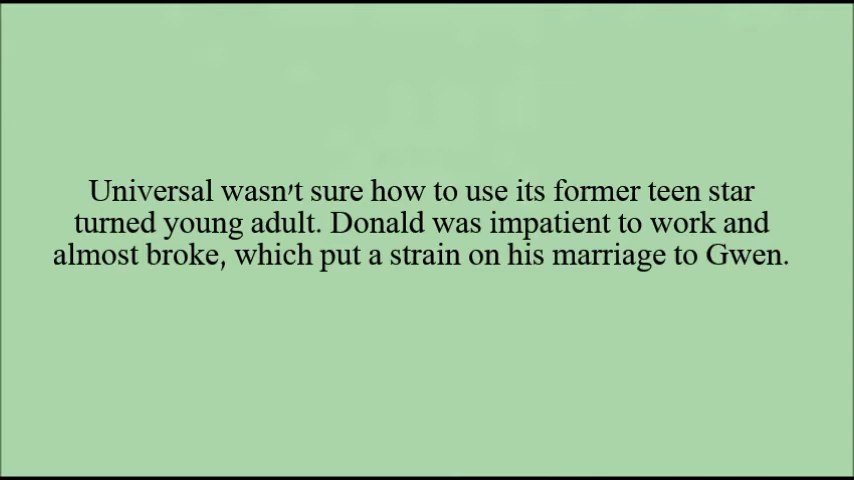 Universal wasn't sure how to use its former teen star
turned young adult. Donald was impatient to work and
almost broke, which put a strain on his marriage to Gwen.